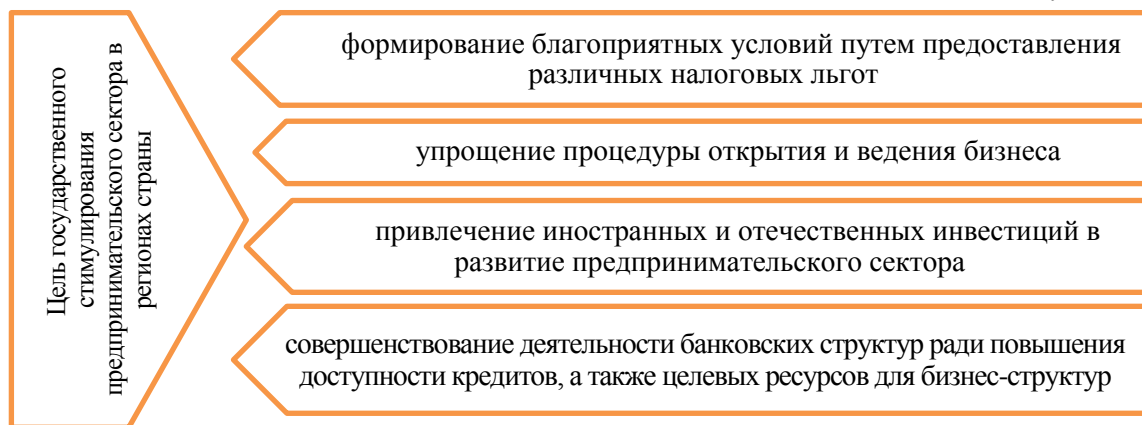 Цель государственного
стимулирования
предпринимательского сектора в
регионах страны
формирование благоприятных условий путем предоставления
различных налоговых льгот
упрощение процедуры открытия и ведения бизнеса
привлечение иностранных и отечественных инвестиций в
развитие предпринимательского сектора
совершенствование деятельности банковских структур ради повышения
доступности кредитов, а также целевых ресурсов для бизнес-структур